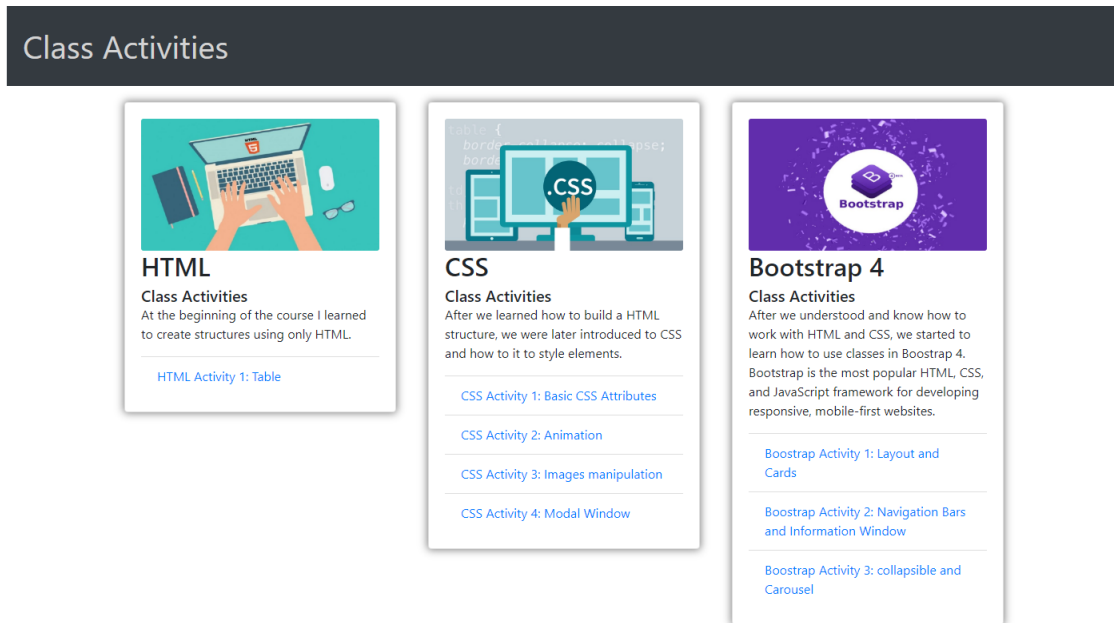 Class Activities
HTML
Class Activities
At the beginning of the course I learned
to create structures using only HTML.
HTML Activity 1: Table
table {
border-collapse: collapse;
.CSS
CSS
Class Activities
After we learned how to build a HTML
structure, we were later introduced to CSS
and how to it to style elements.
CSS Activity 1: Basic CSS Attributes
CSS Activity 2: Animation
CSS Activity 3: Images manipulation
CSS Activity 4: Modal Window
B
Bootstrap
Bootstrap 4
Class Activities
After we understood and know how to
work with HTML and CSS, we started to
learn how to use classes in Boostrap 4.
Bootstrap is the most popular HTML, CSS,
and JavaScript framework for developing
responsive, mobile-first websites.
Boostrap Activity 1: Layout and
Cards
Boostrap Activity 2: Navigation Bars
and Information Window
Boostrap Activity 3: collapsible and
Carousel